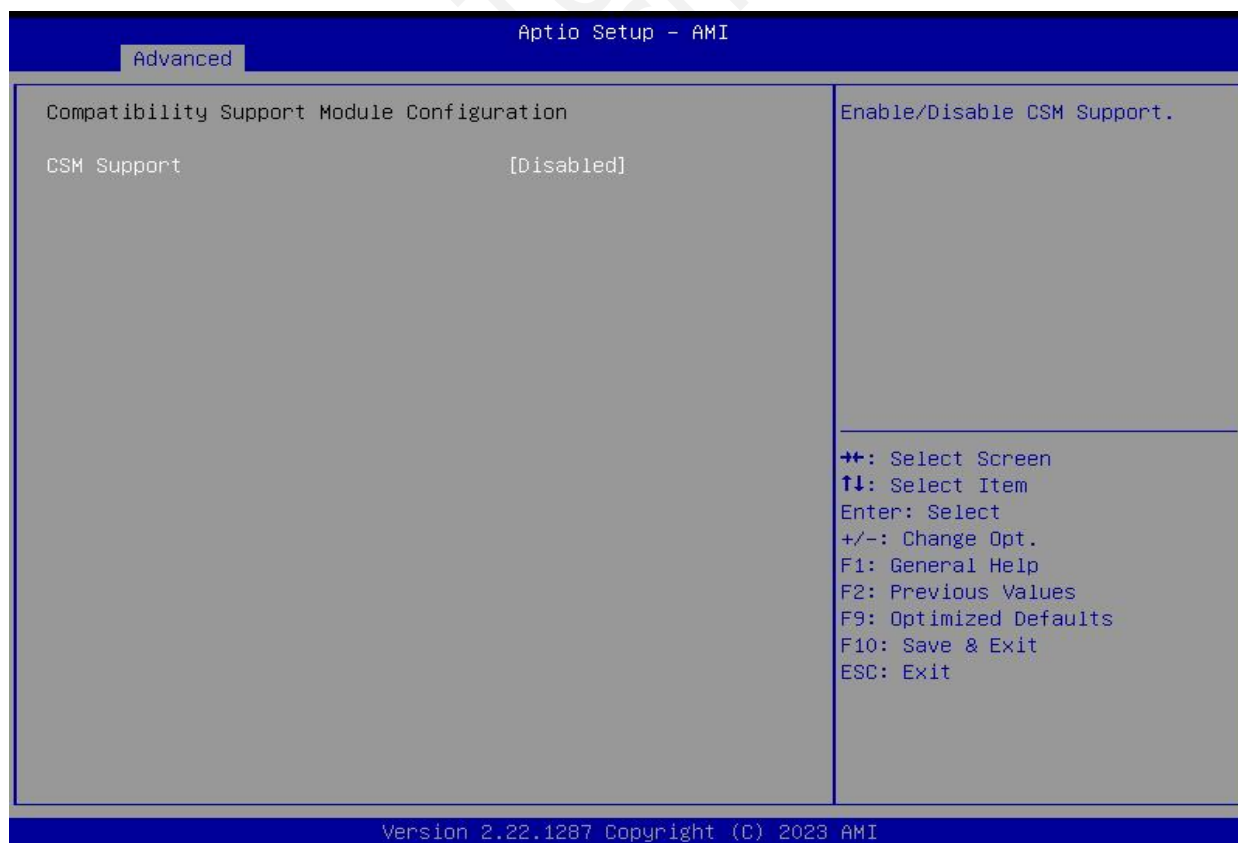 Aptio Setup – AMI
Advanced
Compatibility Support Module Configuration
CSM Support [Disabled]
Enable/Disable CSM Support.
→←: Select Screen
↑↓: Select Item
Enter: Select
+/-: Change Opt.
F1: General Help
F2: Previous Values
F9: Optimized Defaults
F10: Save & Exit
ESC: Exit
Version 2.22.1287 Copyright (C) 2023 AMI